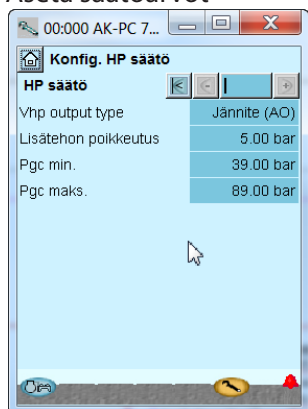 Aseta säätöarvot
00:000 AK-PC 7...
Konfig. HP säätö
HP säätö
Vhp output type Jännite (AO)
Lisätehon poikkeutus 5.00 bar
Pgc min. 39.00 bar
Pgc maks. 89.00 bar